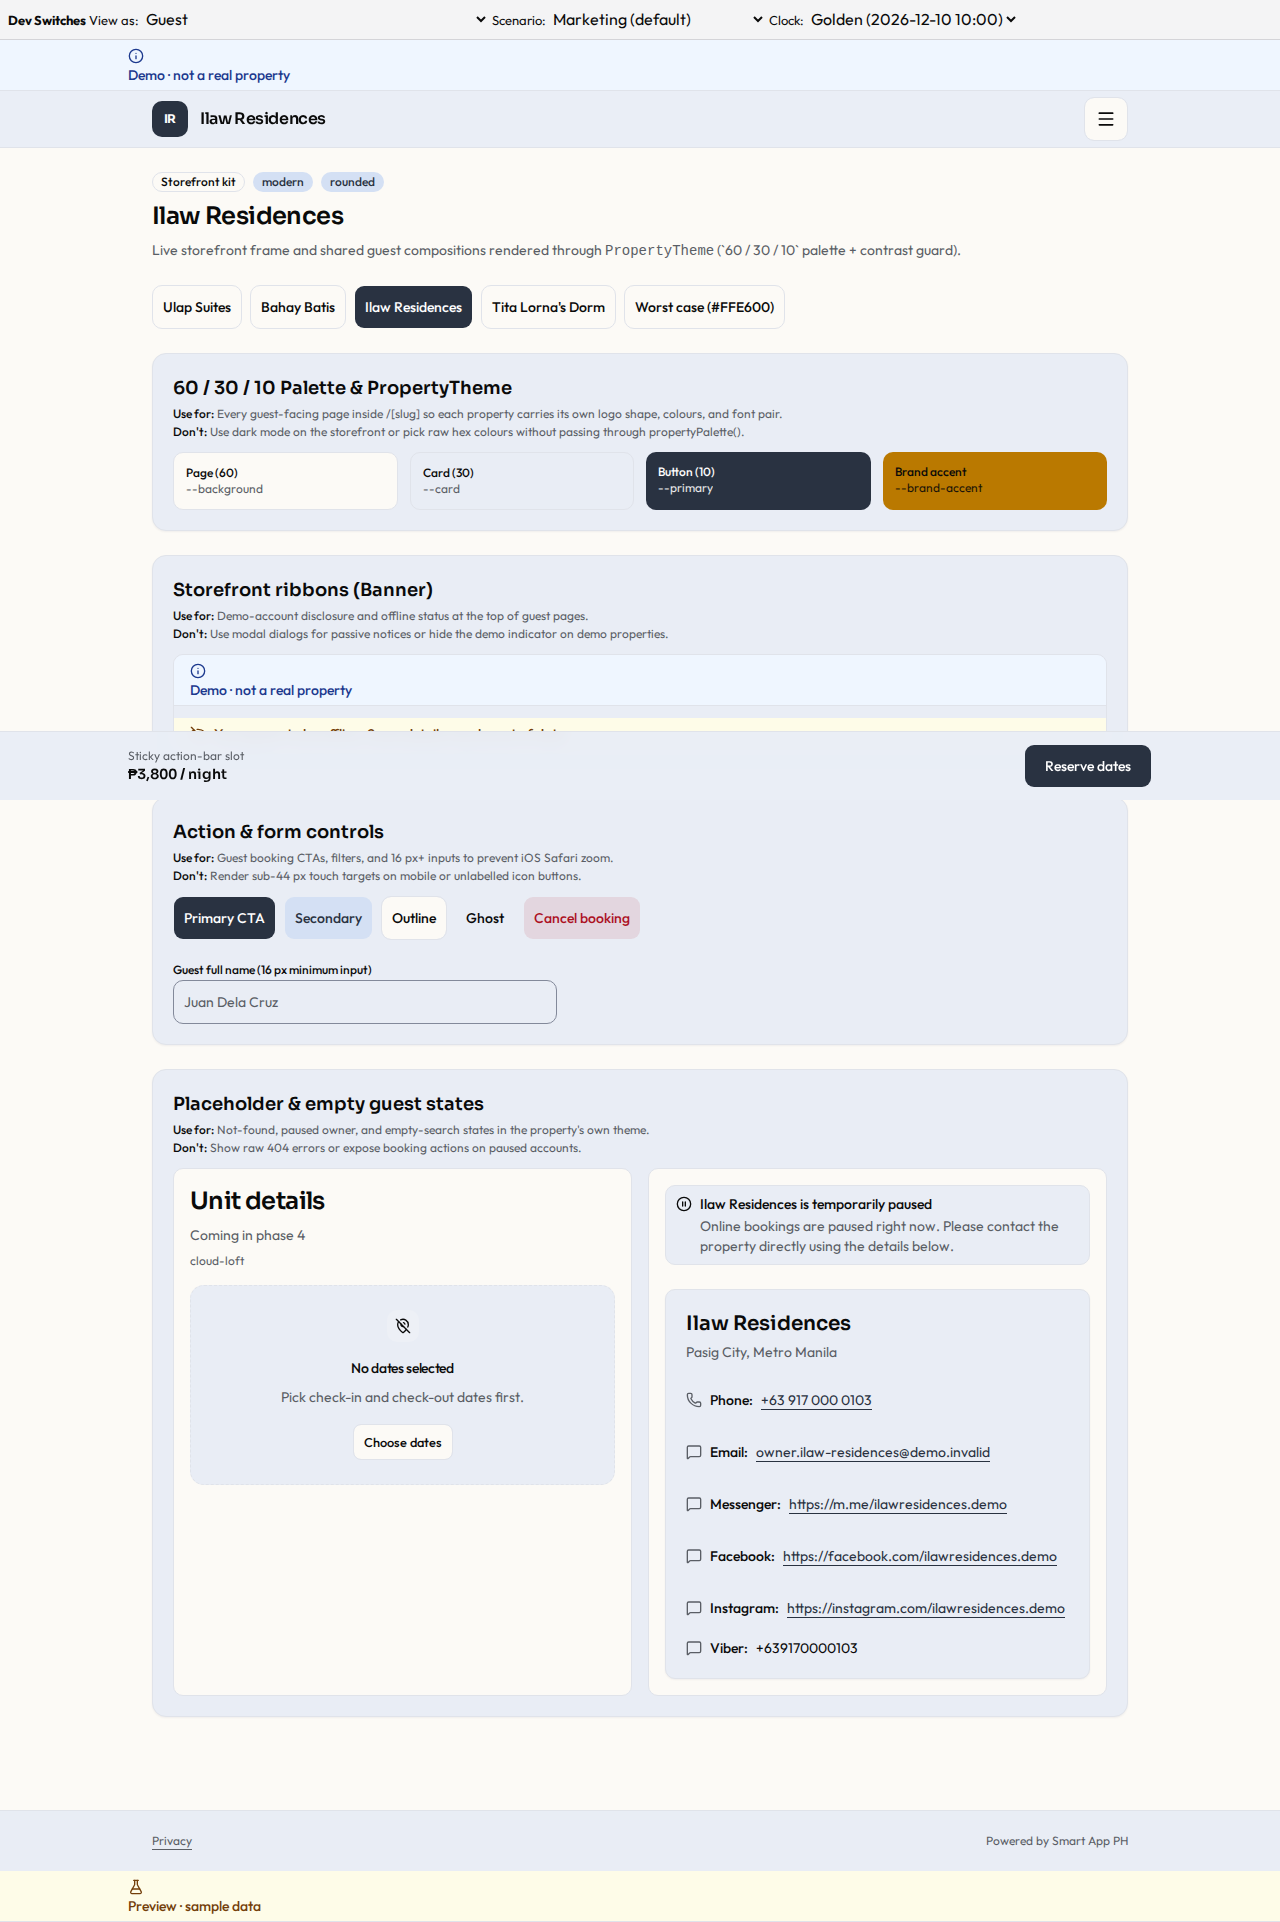 Dev Switches View as: Guest Scenario: Marketing (default) Clock: Golden (2026-12-10 10:00)
Demo · not a real property
IR Ilaw Residences
Storefront kit modern rounded
Ilaw Residences
Live storefront frame and shared guest compositions rendered through PropertyTheme (`60 / 30 / 10` palette + contrast guard).
Ulap Suites Bahay Batis Ilaw Residences Tita Lorna's Dorm Worst case (#FFE600)
60 / 30 / 10 Palette & PropertyTheme
Use for: Every guest-facing page inside /[slug] so each property carries its own logo shape, colours, and font pair.
Don't: Use dark mode on the storefront or pick raw hex colours without passing through propertyPalette().
Page (60) Card (30) Button (10) Brand accent
--background --card --primary --brand-accent
Storefront ribbons (Banner)
Use for: Demo-account disclosure and offline status at the top of guest pages.
Don't: Use modal dialogs for passive notices or hide the demo indicator on demo properties.
Demo · not a real property
Sticky action-bar slot
₱3,800 / night
Reserve dates
Action & form controls
Use for: Guest booking CTAs, filters, and 16 px+ inputs to prevent iOS Safari zoom.
Don't: Render sub-44 px touch targets on mobile or unlabelled icon buttons.
Primary CTA Secondary Outline Ghost Cancel booking
Guest full name (16 px minimum input)
Juan Dela Cruz
Placeholder & empty guest states
Use for: Not-found, paused owner, and empty-search states in the property's own theme.
Don't: Show raw 404 errors or expose booking actions on paused accounts.
Unit details
Coming in phase 4
cloud-loft
No dates selected
Pick check-in and check-out dates first.
Choose dates
Ilaw Residences is temporarily paused
Online bookings are paused right now. Please contact the
property directly using the details below.
Ilaw Residences
Pasig City, Metro Manila
Phone: +63 917 000 0103
Email: owner.ilaw-residences@demo.invalid
Messenger: https://m.me/ilawresidences.demo
Facebook: https://facebook.com/ilawresidences.demo
Instagram: https://instagram.com/ilawresidences.demo
Viber: +639170000103
Privacy
Powered by Smart App PH
Preview · sample data